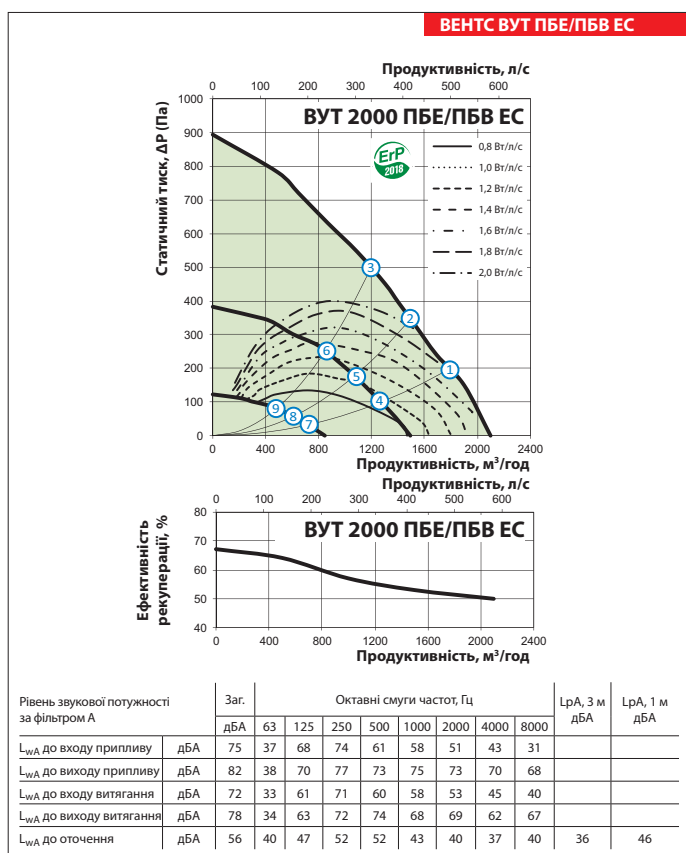 ВЕНТС ВУТ ПБЕ/ПБВ ЕС
Продуктивність, л/с
0 100 200 300 400 500 600
ВУТ 2000 ПБЕ/ПБВ ЕС
Статичний тиск, ΔР (Па)
1000
900
800
700
600
500
400
300
200
100
0
ErP
2018
0,8 Вт/л/с
1,0 Вт/л/с
1,2 Вт/л/с
1,4 Вт/л/с
1,6 Вт/л/с
1,8 Вт/л/с
2,0 Вт/л/с
3
2
1
6
5
4
9
8
7
0 400 800 1200 1600 2000 2400
Продуктивність, м³/год
Продуктивність, л/с
0 100 200 300 400 500 600
ВУТ 2000 ПБЕ/ПБВ ЕС
Ефективність
рекуперації, %
80
70
60
50
40
0 400 800 1200 1600 2000 2400
Продуктивність, м³/год
Рівень звукової потужності за фільтром А Заг. Октавні смуги частот, Гц LpA, 3 м дБА LpA, 1 м дБА
дБА 63 125 250 500 1000 2000 4000 8000
LwA до входу припливу дБА 75 37 68 74 61 58 51 43 31
LwA до виходу припливу дБА 82 38 70 77 73 75 73 70 68
LwA до входу витягання дБА 72 33 61 71 60 58 53 45 40
LwA до виходу витягання дБА 78 34 63 72 74 68 69 62 67
LwA до оточення дБА 56 40 47 52 52 43 40 37 40 36 46